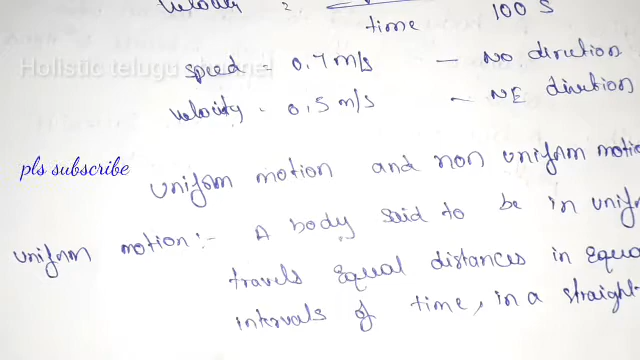 velocity =
time 100 s
speed = 0.7 m/s — No direction
velocity = 0.5 m/s — NE direction
Holistic telugu
pls subscribe
uniform motion and non uniform motio
uniform motion:- A body said to be in unifo
travels equal distances in equa
intervals of time, in a straight-